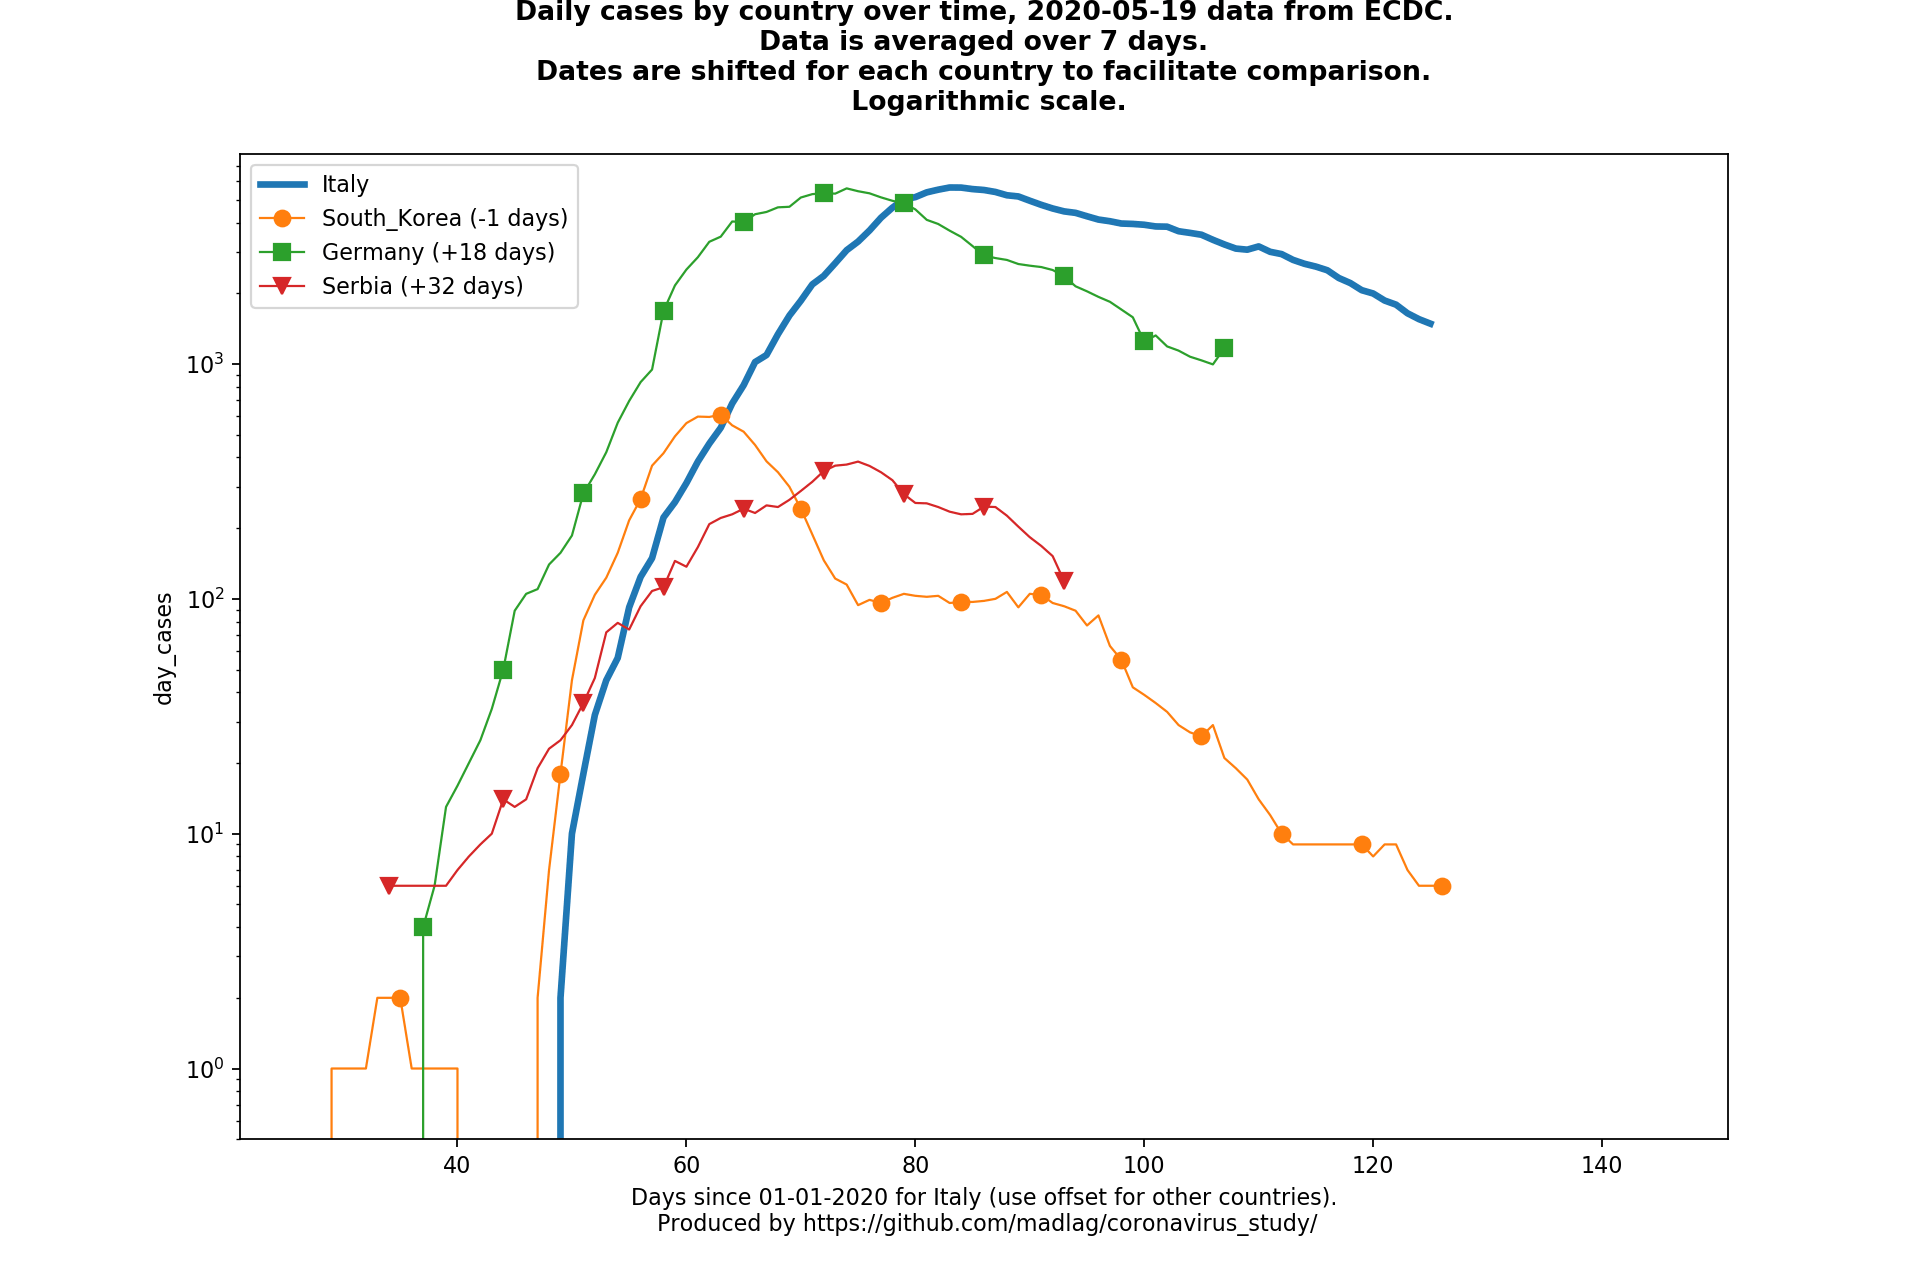 Daily cases by country over time, 2020-05-19 data from ECDC.
Data is averaged over 7 days.
Dates are shifted for each country to facilitate comparison.
Logarithmic scale.
Italy
South_Korea (-1 days)
Germany (+18 days)
Serbia (+32 days)
day_cases
10³
10²
10¹
10⁰
40 60 80 100 120 140
Days since 01-01-2020 for Italy (use offset for other countries).
Produced by https://github.com/madlag/coronavirus_study/